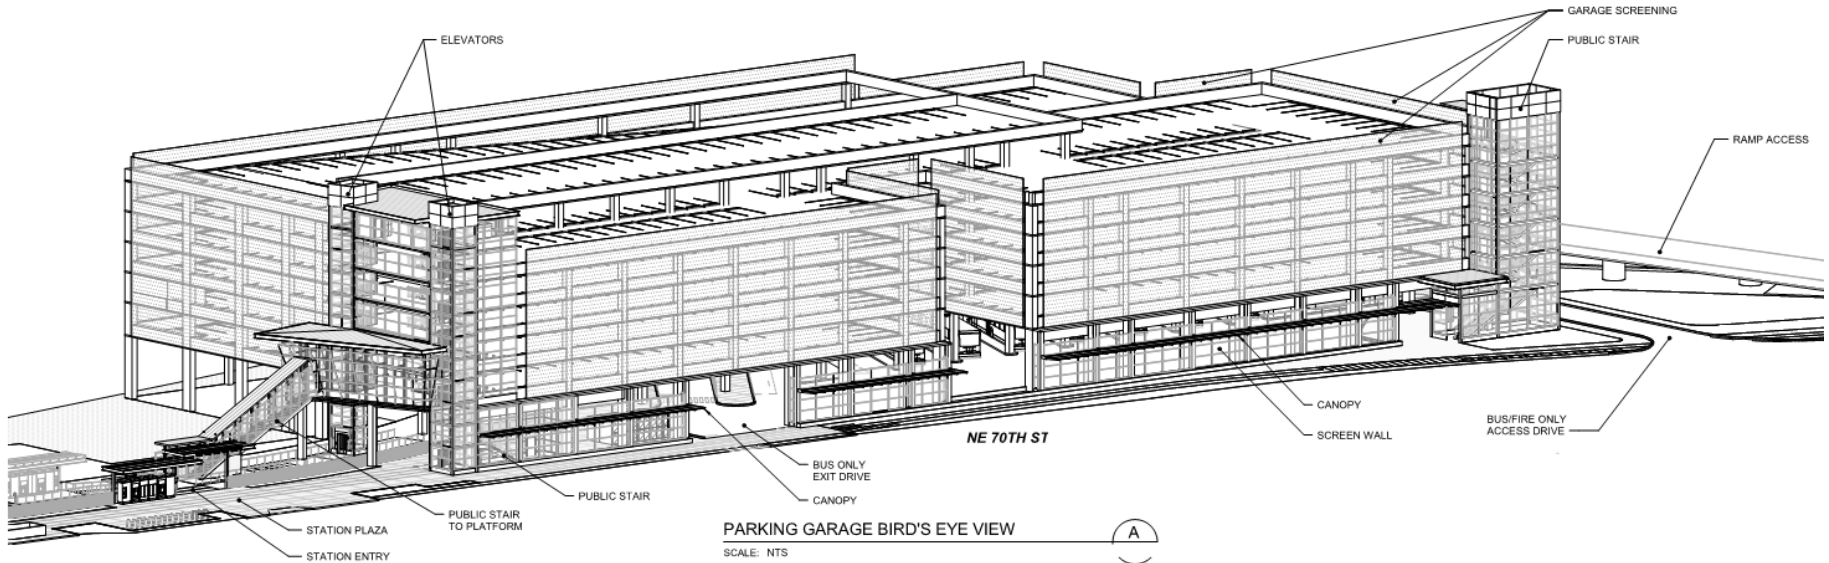 GARAGE SCREENING
ELEVATORS
PUBLIC STAIR
RAMP ACCESS
CANOPY
SCREEN WALL
BUS/FIRE ONLY
ACCESS DRIVE
NE 70TH ST
BUS ONLY
EXIT DRIVE
CANOPY
PUBLIC STAIR
PUBLIC STAIR
TO PLATFORM
STATION PLAZA
STATION ENTRY
PARKING GARAGE BIRD'S EYE VIEW
A
SCALE: NTS